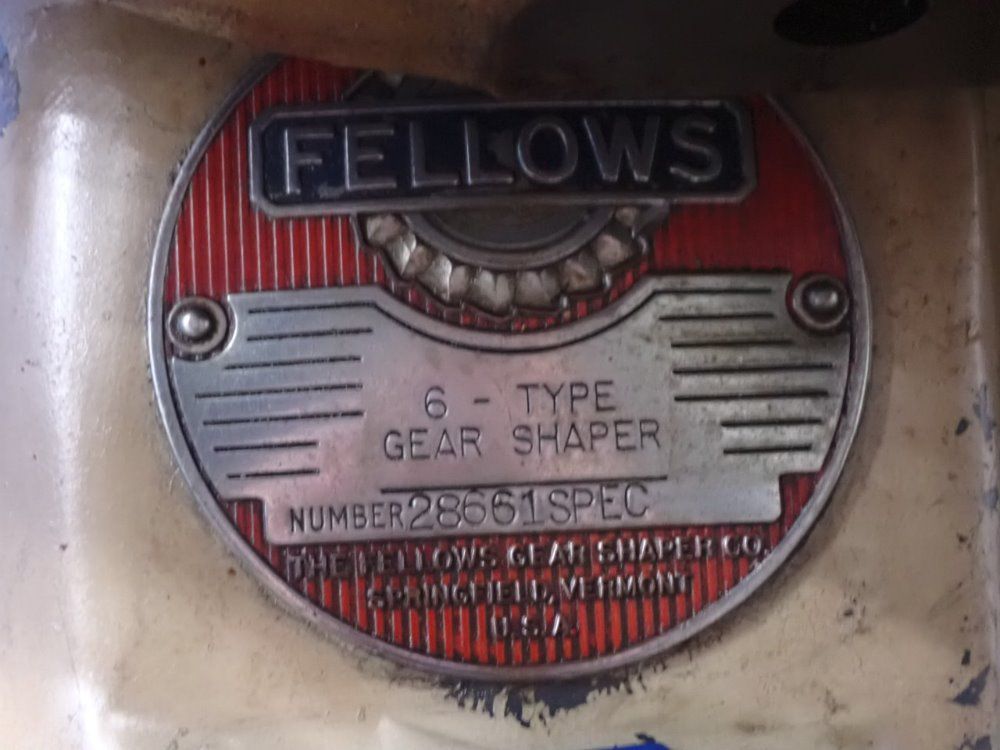 FELLOWS
6 - TYPE
GEAR SHAPER
NUMBER 28661SPEC
THE FELLOWS GEAR SHAPER CO.
SPRINGFIELD, VERMONT
U.S.A.